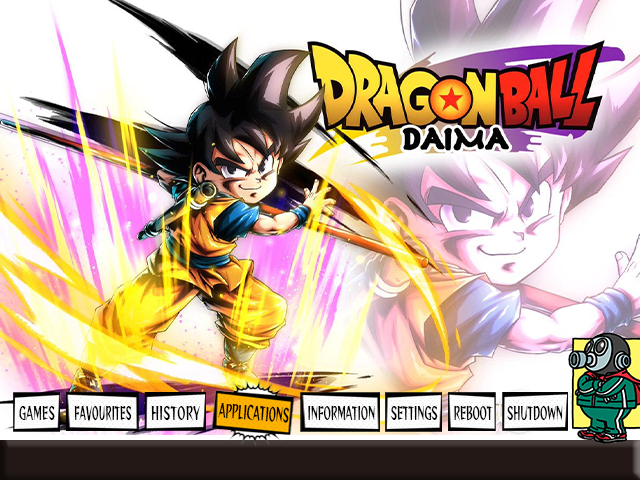 DRAGON BALL
DAIMA
GAMES FAVOURITES HISTORY APPLICATIONS INFORMATION SETTINGS REBOOT SHUTDOWN